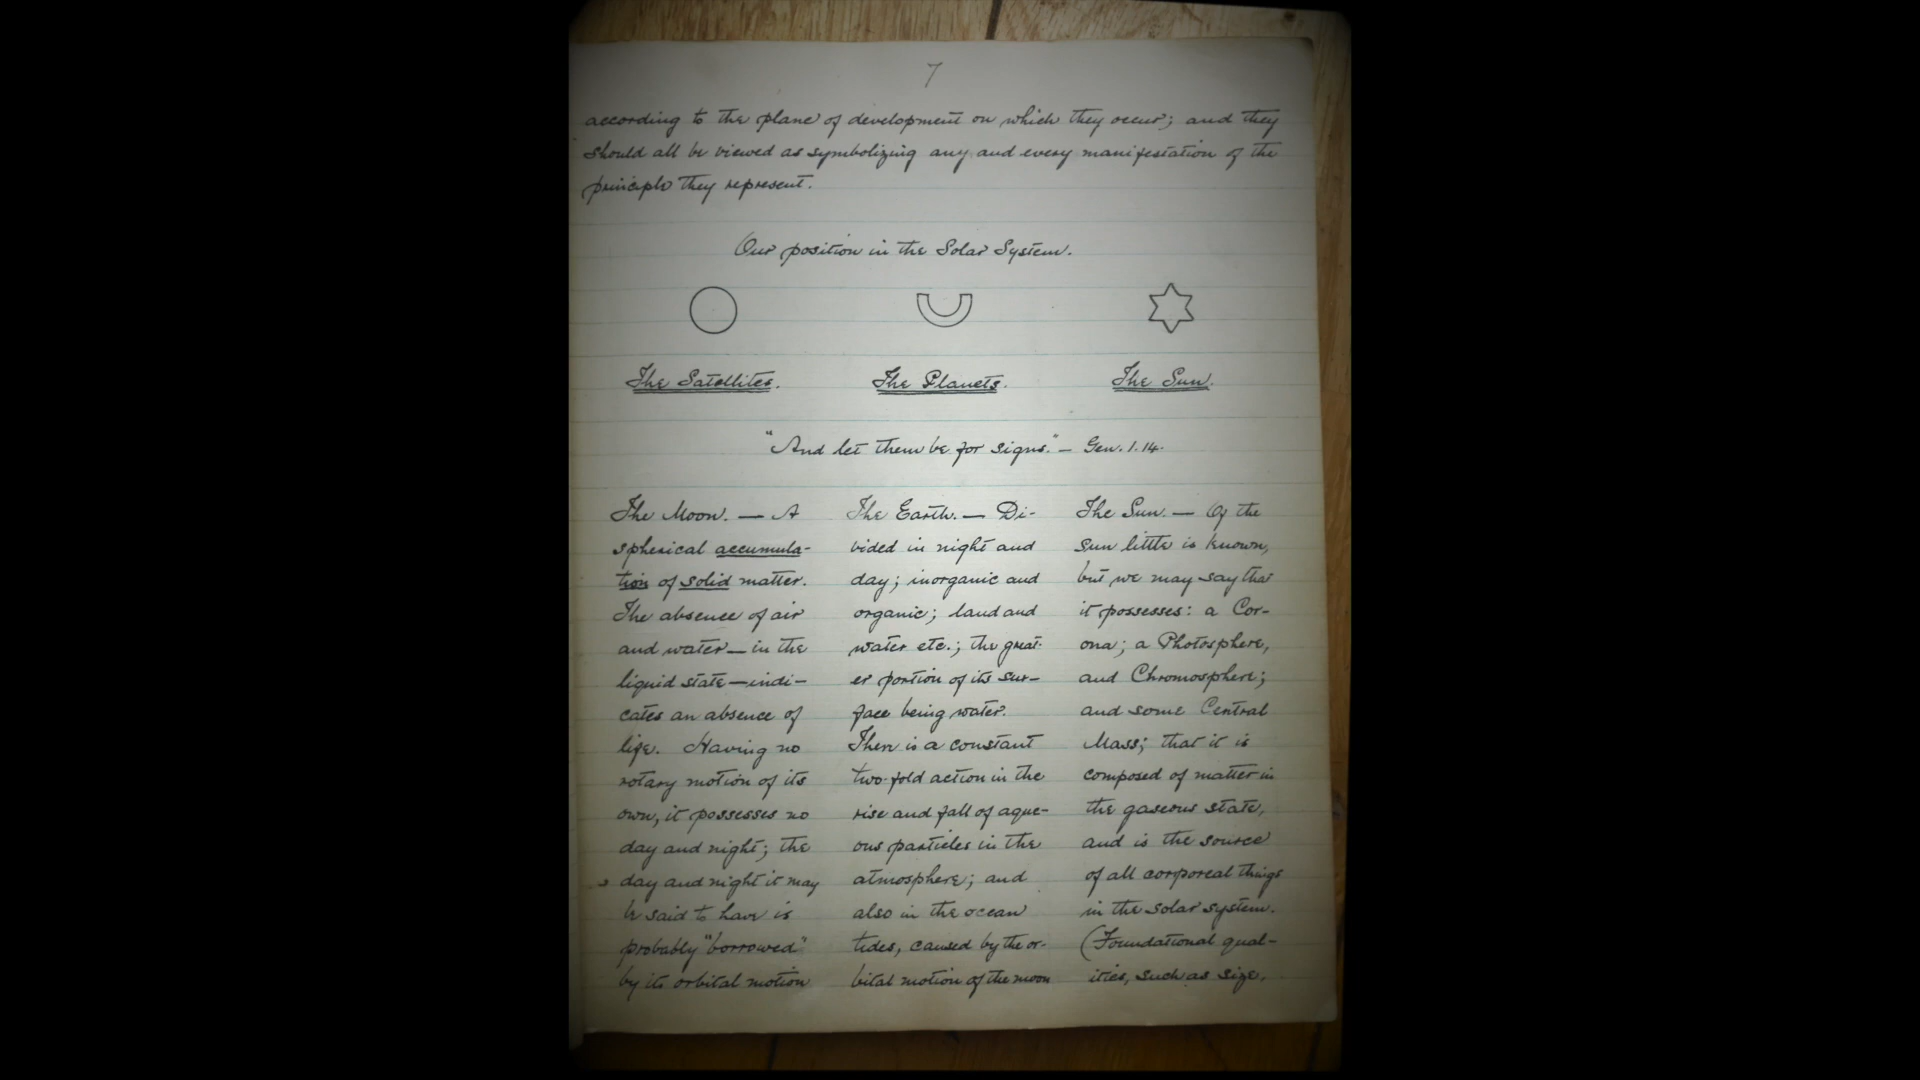 7
according to the plane of development on which they occur; and they
should all be viewed as symbolizing any and every manifestation of the
principle they represent.
Our position in the Solar System.
The Satellites.
The Planets.
The Sun.
"And let them be for signs." — Gen. 1. 14.
The Moon. — A
spherical accumula-
tion of solid matter.
The absence of air
and water — in the
liquid state — indi-
cates an absence of
life. Having no
rotary motion of its
own, it possesses no
day and night; the
day and night it may
be said to have is
probably "borrowed"
by its orbital motion
The Earth. — Di-
vided in night and
day; inorganic and
organic; land and
water etc.; the great-
er portion of its sur-
face being water.
There is a constant
two-fold action in the
rise and fall of aque-
ous particles in the
atmosphere; and
also in the ocean
tides, caused by the or-
bital motion of the moon
The Sun. — Of the
sun little is known,
but we may say that
it possesses: a Cor-
ona; a Photosphere,
and Chromosphere;
and some Central
Mass; that it is
composed of matter in
the gaseous state,
and is the source
of all corporeal things
in the solar system.
(Foundational qual-
ities, such as size,